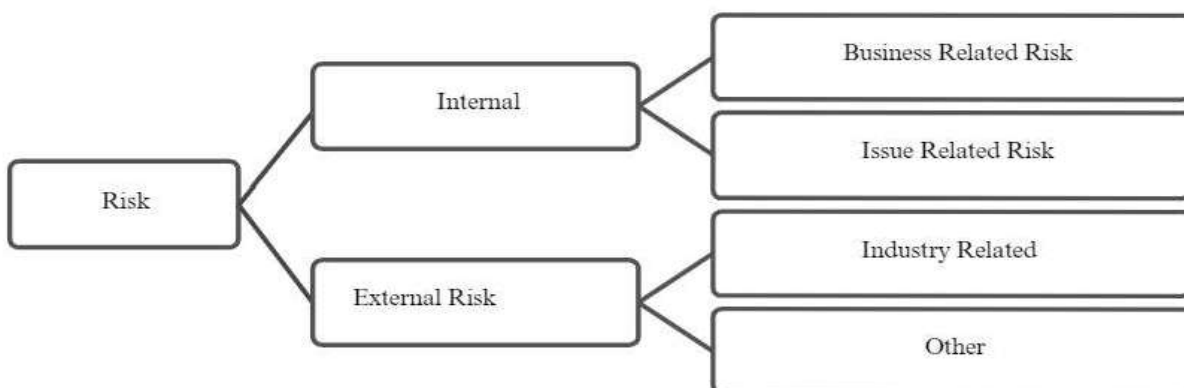 Business Related Risk
Internal
Issue Related Risk
Risk
Industry Related
External Risk
Other